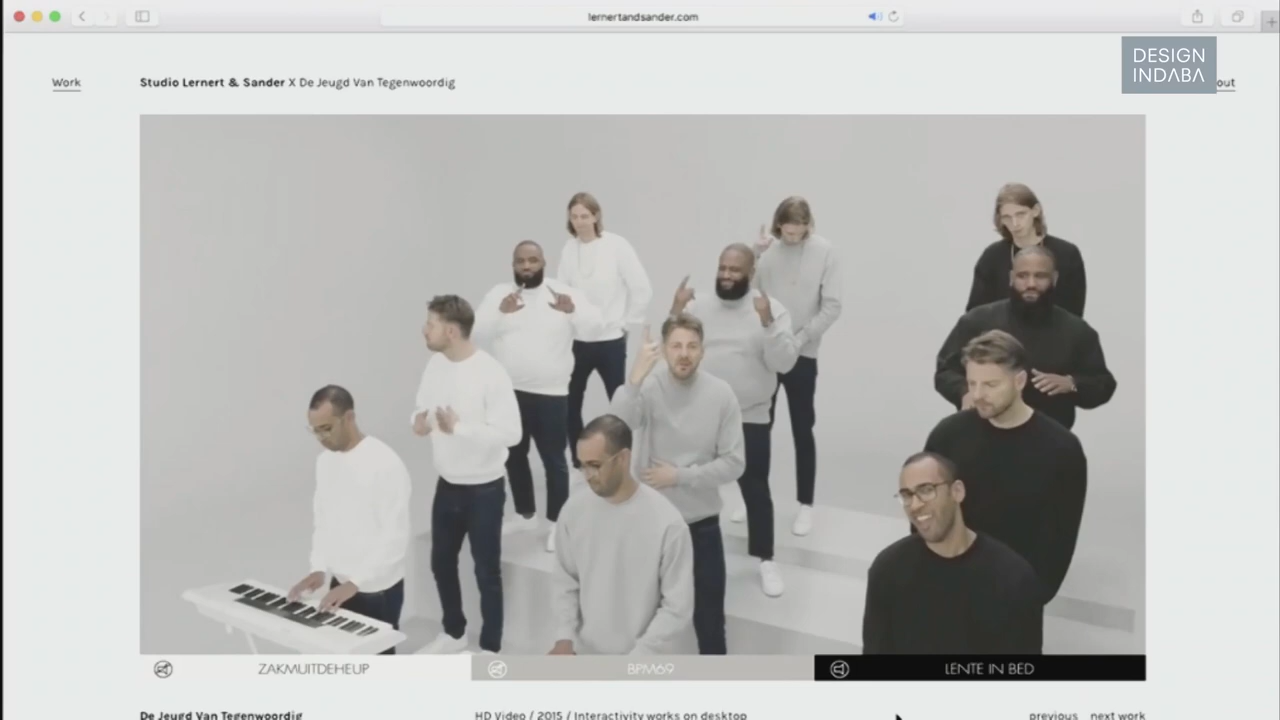 lernertandsander.com
DESIGN
INDABA
Work
Studio Lernert & Sander X De Jeugd Van Tegenwoordig
out
ZAKMUITDEHEUP
BPM69
LENTE IN BED
De Jeugd Van Tegenwoordig
HD Video / 2015 / Interactivity works on desktop
previous next work